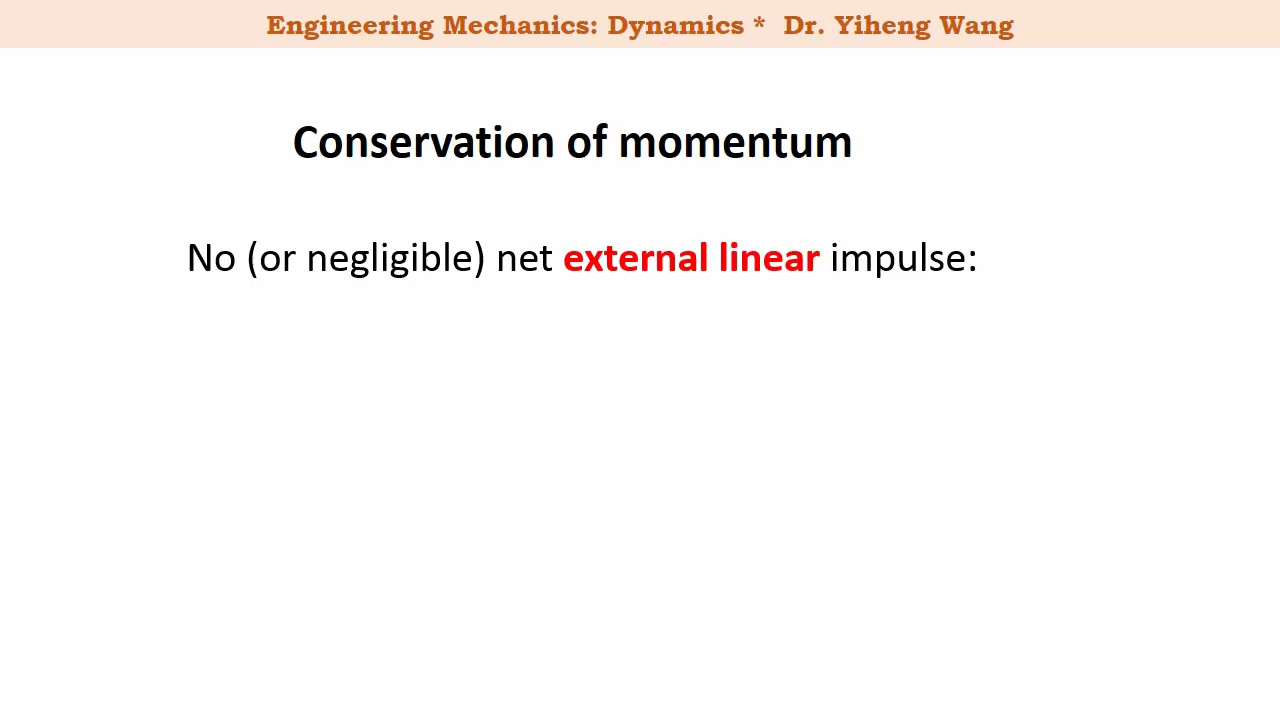 Engineering Mechanics: Dynamics * Dr. Yiheng Wang
Conservation of momentum
No (or negligible) net external linear impulse: